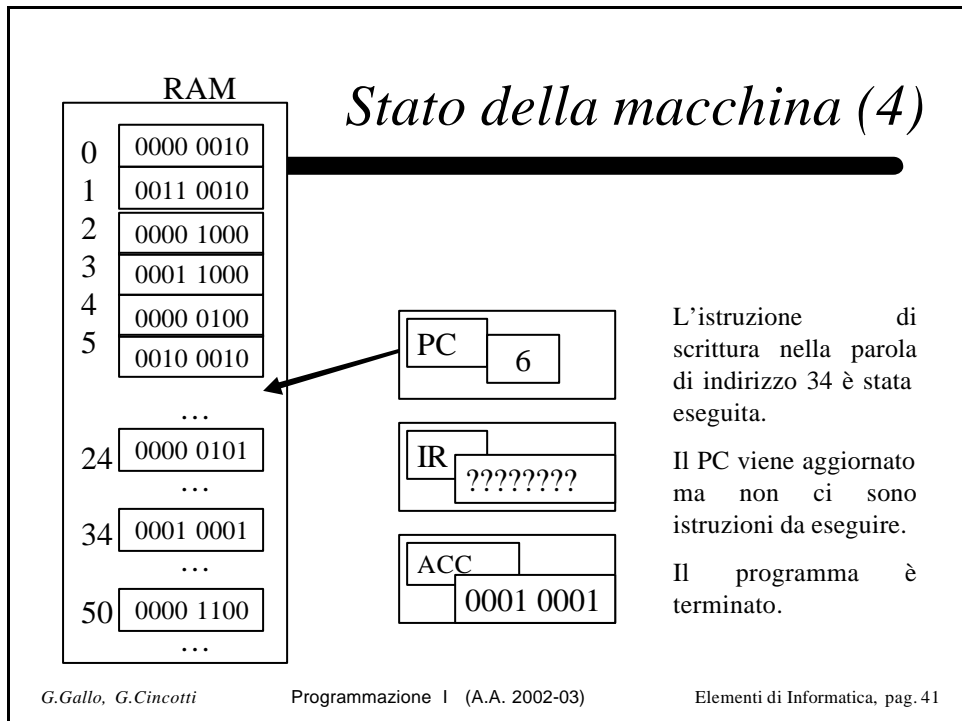 Stato della macchina (4)
RAM
0 0000 0010
1 0011 0010
2 0000 1000
3 0001 1000
4 0000 0100
5 0010 0010
…
24 0000 0101
…
34 0001 0001
…
50 0000 1100
…
PC 6
IR ????????
ACC 0001 0001
L'istruzione di
scrittura nella parola
di indirizzo 34 è stata
eseguita.
Il PC viene aggiornato
ma non ci sono
istruzioni da eseguire.
Il programma è
terminato.
G.Gallo, G.Cincotti Programmazione I (A.A. 2002-03) Elementi di Informatica, pag. 41